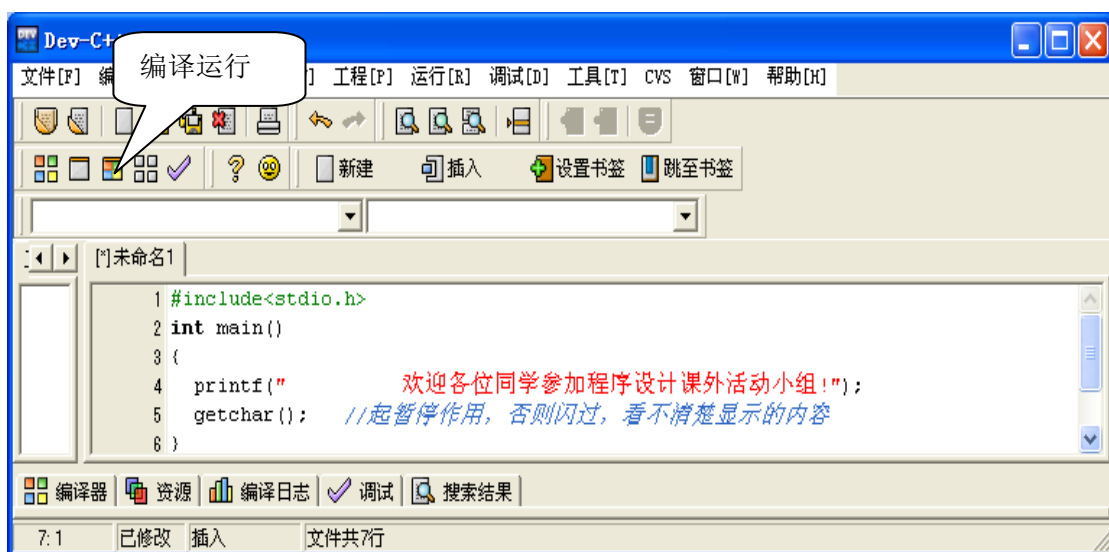 Dev-C+
编译运行
文件[F] 编 工程[P] 运行[R] 调试[D] 工具[T] CVS 窗口[W] 帮助[H]
新建 插入 设置书签 跳至书签
[*]未命名1
1 #include<stdio.h>
2 int main()
3 {
4 printf(" 欢迎各位同学参加程序设计课外活动小组!");
5 getchar(); //起暂停作用，否则闪过，看不清楚显示的内容
6 }
编译器 资源 编译日志 调试 搜索结果
7:1 已修改 插入 文件共7行